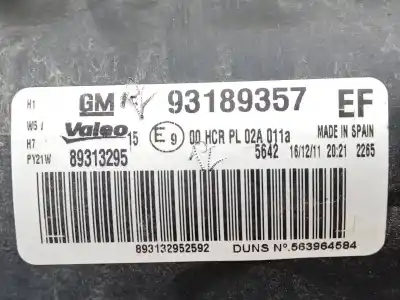 H1 GM 93189357 EF
W5 Valeo 15 E9 00 HCR PL 02A 011a MADE IN SPAIN
H7
PY21W 89313295 5642 16/12/11 20:21 2265
893132952592 DUNS Nº.563964584